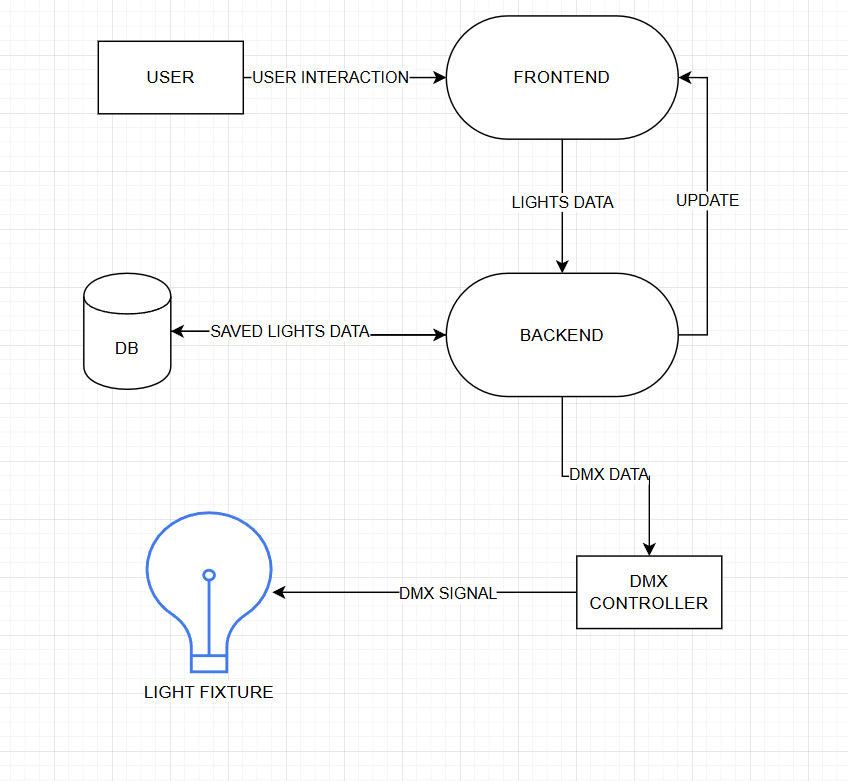 USER
USER INTERACTION
FRONTEND
LIGHTS DATA
UPDATE
DB
SAVED LIGHTS DATA
BACKEND
DMX DATA
DMX
CONTROLLER
DMX SIGNAL
LIGHT FIXTURE